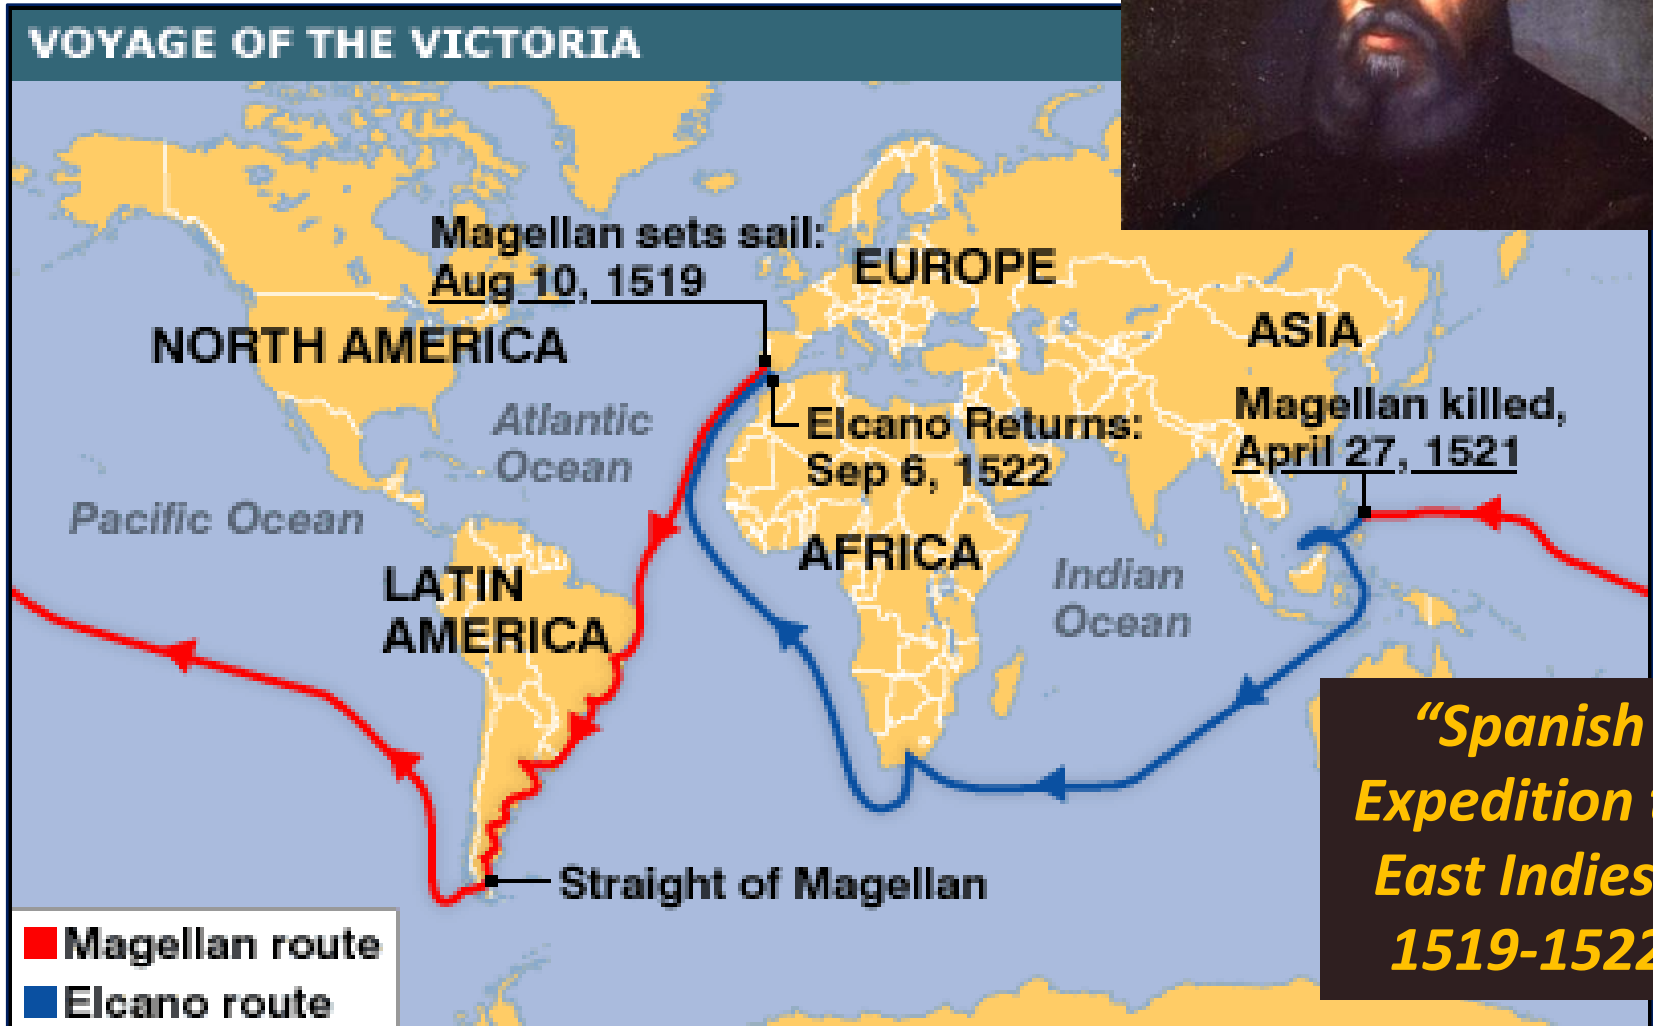 VOYAGE OF THE VICTORIA
Magellan sets sail:
Aug 10, 1519
EUROPE
NORTH AMERICA
ASIA
Atlantic
Ocean
Elcano Returns:
Sep 6, 1522
Magellan killed,
April 27, 1521
Pacific Ocean
AFRICA
LATIN
AMERICA
Indian
Ocean
Straight of Magellan
Magellan route
Elcano route
“Spanish
Expedition
East Indies
1519-1522